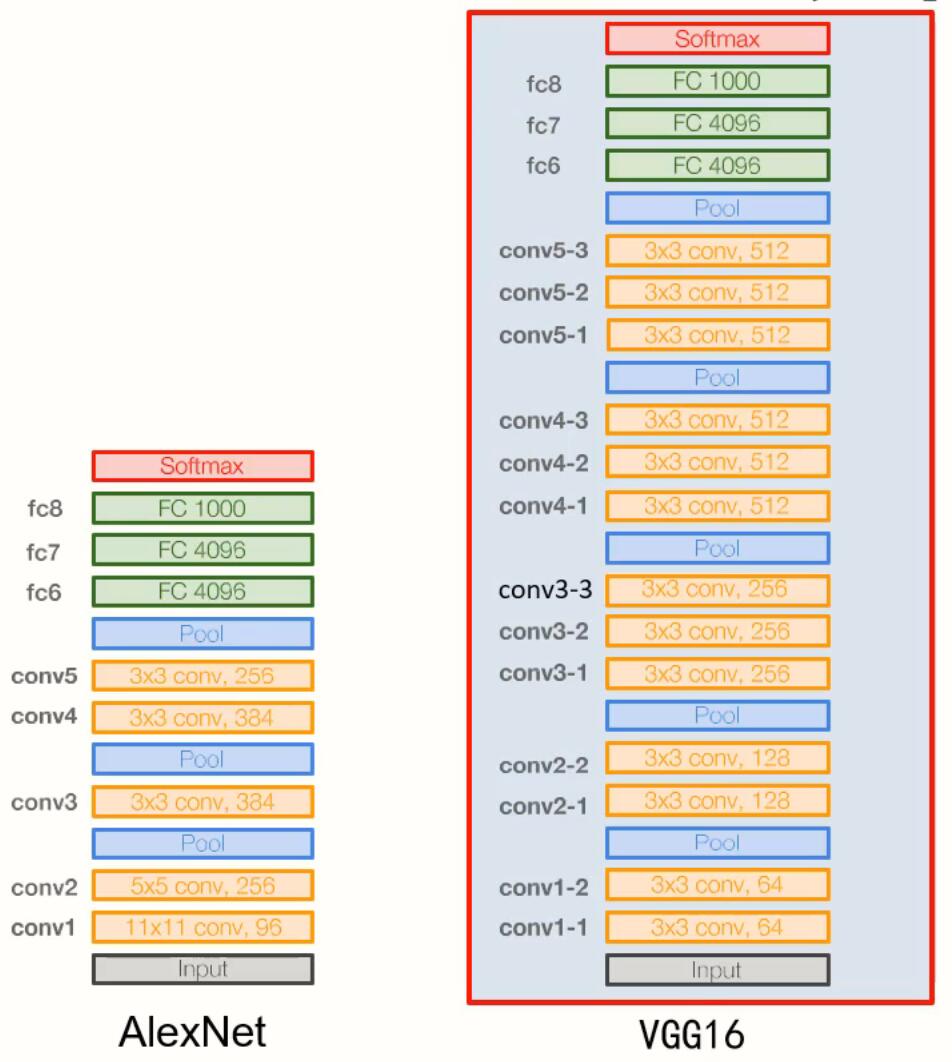 Softmax
fc8 FC 1000
fc7 FC 4096
fc6 FC 4096
Pool
conv5 3x3 conv, 256
conv4 3x3 conv, 384
Pool
conv3 3x3 conv, 384
Pool
conv2 5x5 conv, 256
conv1 11x11 conv, 96
Input
AlexNet
Softmax
fc8 FC 1000
fc7 FC 4096
fc6 FC 4096
Pool
conv5-3 3x3 conv, 512
conv5-2 3x3 conv, 512
conv5-1 3x3 conv, 512
Pool
conv4-3 3x3 conv, 512
conv4-2 3x3 conv, 512
conv4-1 3x3 conv, 512
Pool
conv3-3 3x3 conv, 256
conv3-2 3x3 conv, 256
conv3-1 3x3 conv, 256
Pool
conv2-2 3x3 conv, 128
conv2-1 3x3 conv, 128
Pool
conv1-2 3x3 conv, 64
conv1-1 3x3 conv, 64
Input
VGG16